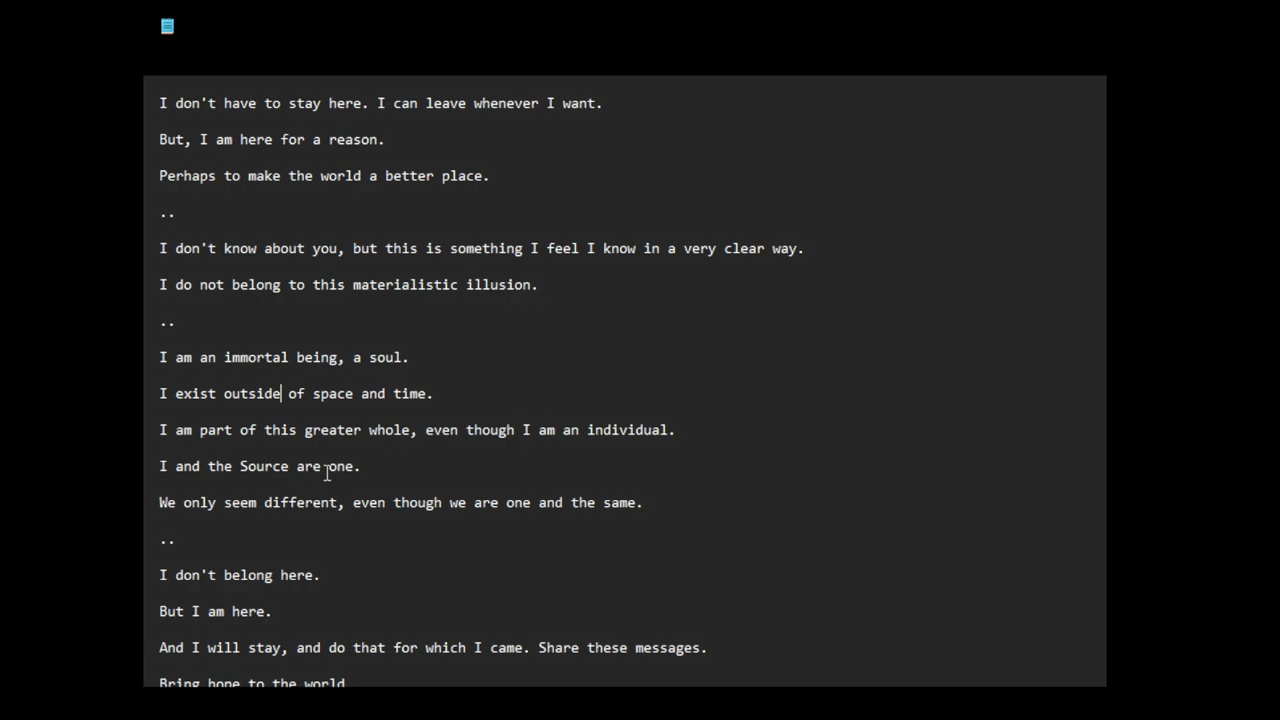 I don't have to stay here. I can leave whenever I want.
But, I am here for a reason.
Perhaps to make the world a better place.
..
I don't know about you, but this is something I feel I know in a very clear way.
I do not belong to this materialistic illusion.
..
I am an immortal being, a soul.
I exist outside of space and time.
I am part of this greater whole, even though I am an individual.
I and the Source are one.
We only seem different, even though we are one and the same.
..
I don't belong here.
But I am here.
And I will stay, and do that for which I came. Share these messages.
Bring hope to the world